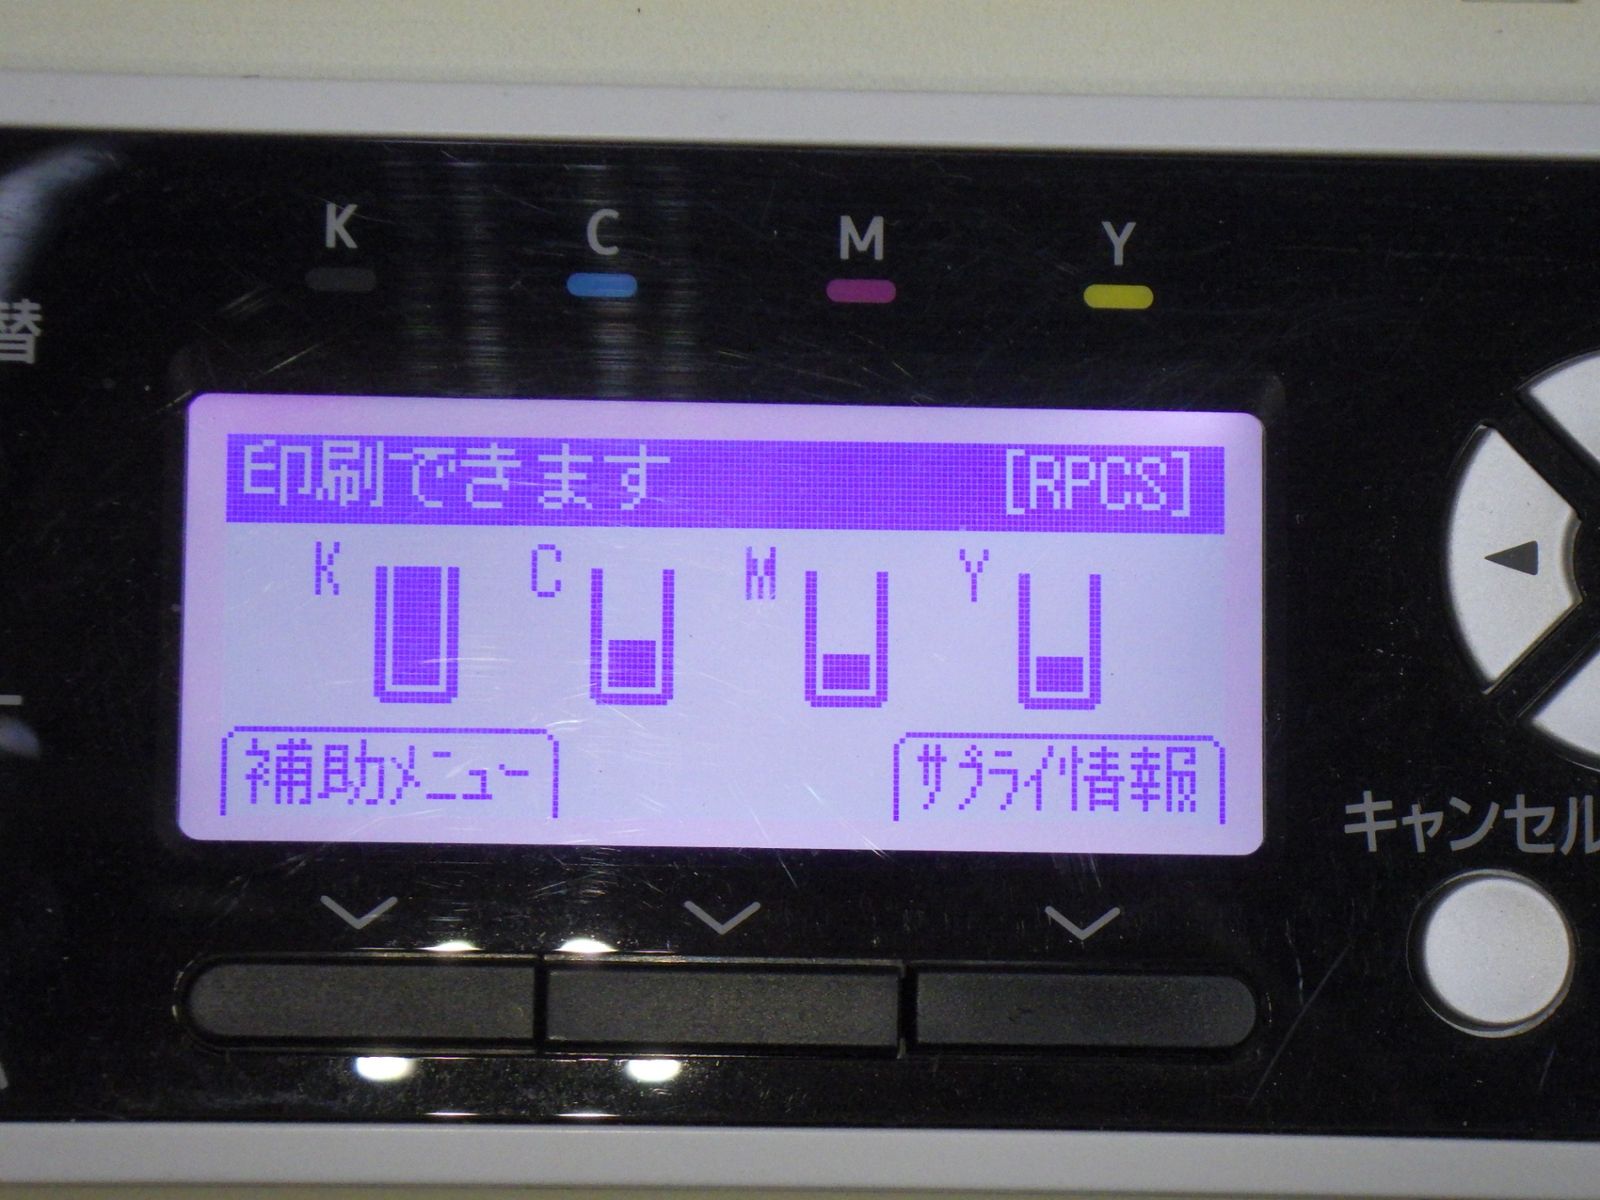 K C M Y
替
印刷できます [RPCS]
K C M Y
補助メニュー サプライ情報
キャンセル